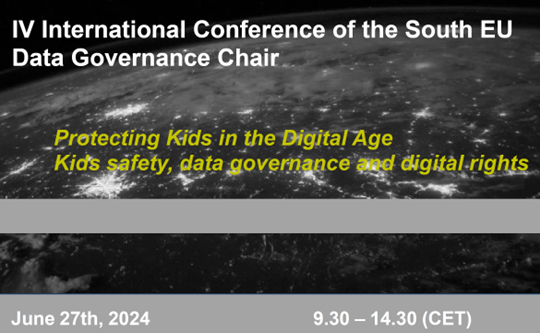 IV International Conference of the South EU
Data Governance Chair
Protecting Kids in the Digital Age
Kids safety, data governance and digital rights
June 27th, 2024
9.30 – 14.30 (CET)